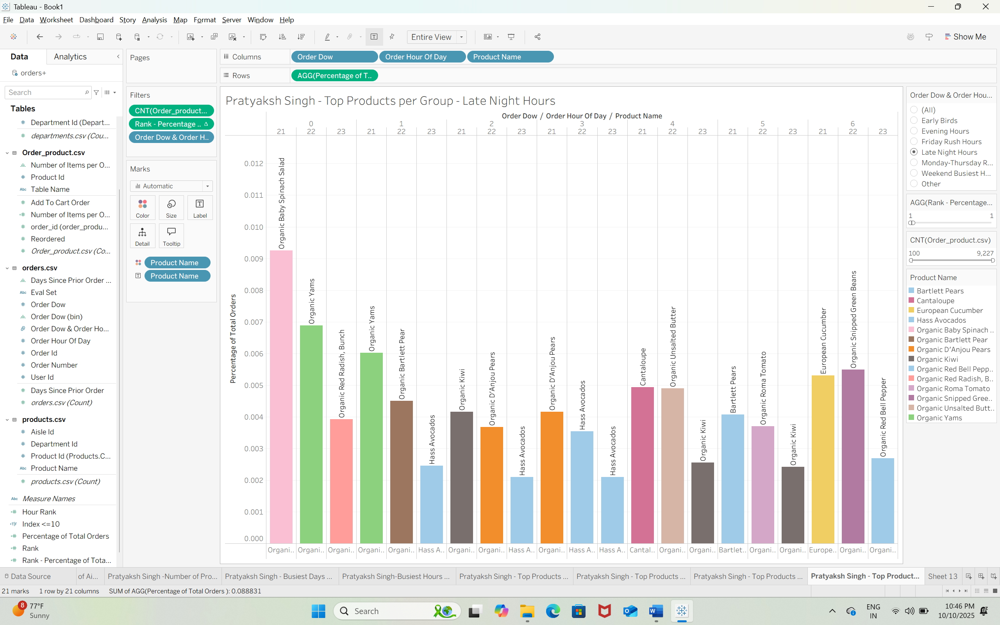 Tableau - Book1
File Data Worksheet Dashboard Story Analysis Map Format Server Window Help
Entire View
Show Me
Data Analytics
orders+
Search
Tables
Department Id (Depart...
departments.csv (Cou...
Order_product.csv
Number of Items per O...
Product Id
Abc Table Name
Add To Cart Order
Number of Items per O...
order_id (order_produ...
Reordered
Order_product.csv (Co...
orders.csv
Days Since Prior Order ...
Abc Eval Set
Order Dow
Order Dow (bin)
Order Dow & Order Ho...
Order Hour Of Day
Order Id
Order Number
User Id
Days Since Prior Order
orders.csv (Count)
products.csv
Aisle Id
Department Id
Product Id (Products.C...
Abc Product Name
products.csv (Count)
Abc Measure Names
Hour Rank
Index <=10
Percentage of Total Orders
Rank
Rank - Percentage of Tota...
Pages
Filters
CNT(Order_product...
Rank - Percentage .. Δ
Order Dow & Order H..
Marks
Automatic
Color Size Label
Detail Tooltip
Product Name
Product Name
Columns Order Dow Order Hour Of Day Product Name
Rows AGG(Percentage of T..
Pratyaksh Singh - Top Products per Group - Late Night Hours
Order Dow / Order Hour Of Day / Product Name
0 1 2 3 4 5 6
21 22 23 21 22 23 21 22 23 21 22 23 21 22 23 21 22 23 21 22 23
Percentage of Total Orders
0.012
0.011
0.010
0.009
0.008
0.007
0.006
0.005
0.004
0.003
0.002
0.001
0.000
Organic Baby Spinach Salad
Organic Yams
Organic Red Radish, Bunch
Organic Yams
Organic Bartlett Pear
Hass Avocados
Organic Kiwi
Organic D'Anjou Pears
Hass Avocados
Organic D'Anjou Pears
Hass Avocados
Hass Avocados
Cantaloupe
Organic Unsalted Butter
Organic Kiwi
Bartlett Pears
Organic Roma Tomato
Organic Kiwi
European Cucumber
Organic Snipped Green Beans
Organic Red Bell Pepper
Organi.. Organi.. Organi.. Organi.. Organi.. Hass A.. Organi.. Organi.. Hass A.. Organi.. Hass A.. Hass A.. Cantal.. Organi.. Organi.. Bartlet.. Organi.. Organi.. Europe.. Organi.. Organi..
Order Dow & Order Hou...
(All)
Early Birds
Evening Hours
Friday Rush Hours
Late Night Hours
Monday-Thursday R...
Weekend Busiest H...
Other
AGG(Rank - Percentage...
1 1
CNT(Order_product.csv)
100 9,227
Product Name
Bartlett Pears
Cantaloupe
European Cucumber
Hass Avocados
Organic Baby Spinach ..
Organic Bartlett Pear
Organic D'Anjou Pears
Organic Kiwi
Organic Red Bell Pepp..
Organic Red Radish, B..
Organic Roma Tomato
Organic Snipped Gree..
Organic Unsalted Butt..
Organic Yams
Data Source of Ai... Pratyaksh Singh -Number of Pro... Pratyaksh Singh - Busiest Days ... Pratyaksh Singh-Busiest Hours ... Pratyaksh Singh - Top Products ... Pratyaksh Singh - Top Products ... Pratyaksh Singh - Top Products ... Pratyaksh Singh - Top Product... Sheet 13
21 marks 1 row by 21 columns SUM of AGG(Percentage of Total Orders ): 0.088831
8 77°F
Sunny
Search
ENG
IN
10:46 PM
10/10/2025